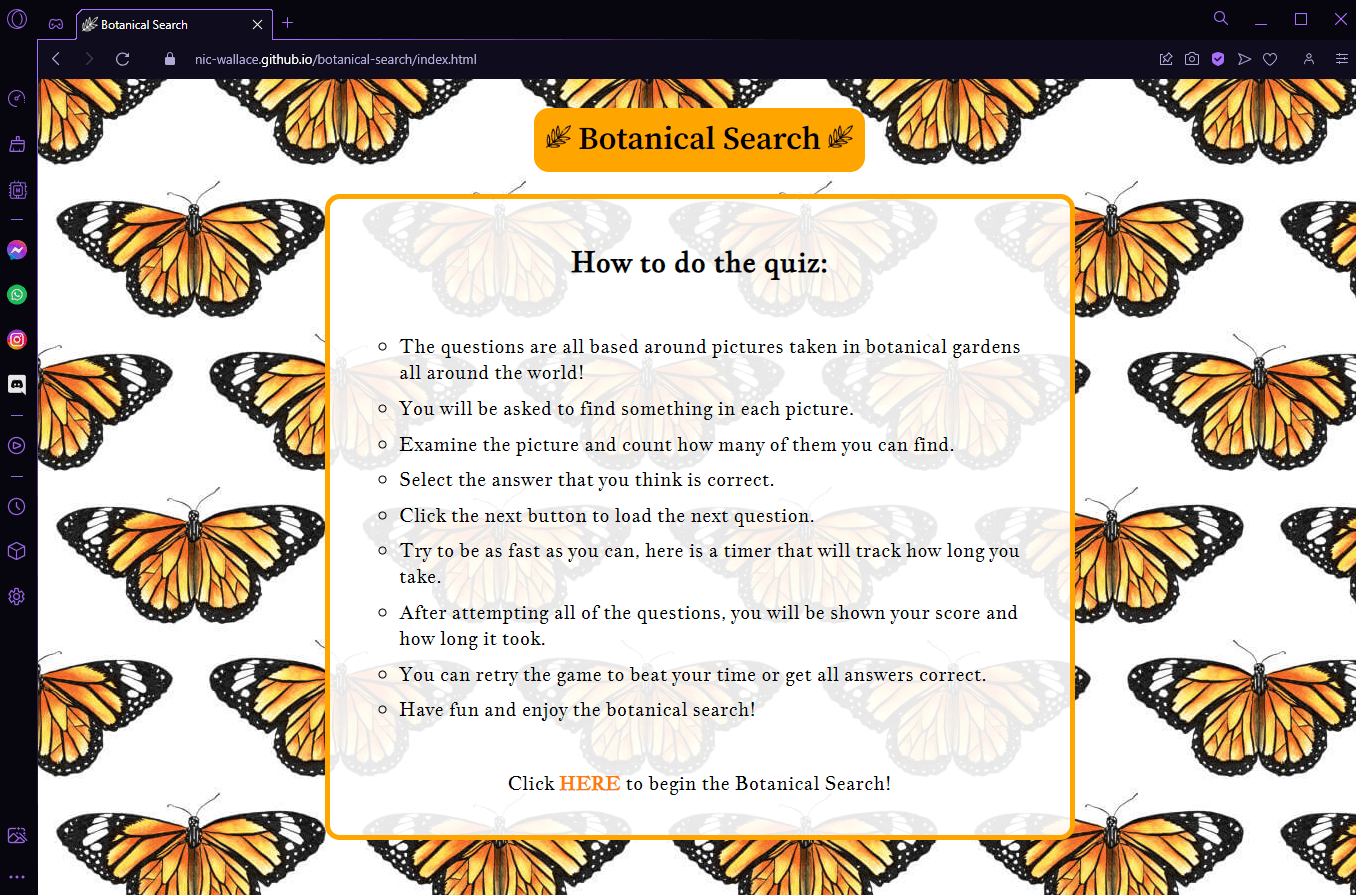 Botanical Search
nic-wallace.github.io/botanical-search/index.html
Botanical Search
How to do the quiz:
The questions are all based around pictures taken in botanical gardens
all around the world!
You will be asked to find something in each picture.
Examine the picture and count how many of them you can find.
Select the answer that you think is correct.
Click the next button to load the next question.
Try to be as fast as you can, here is a timer that will track how long you
take.
After attempting all of the questions, you will be shown your score and
how long it took.
You can retry the game to beat your time or get all answers correct.
Have fun and enjoy the botanical search!
Click HERE to begin the Botanical Search!